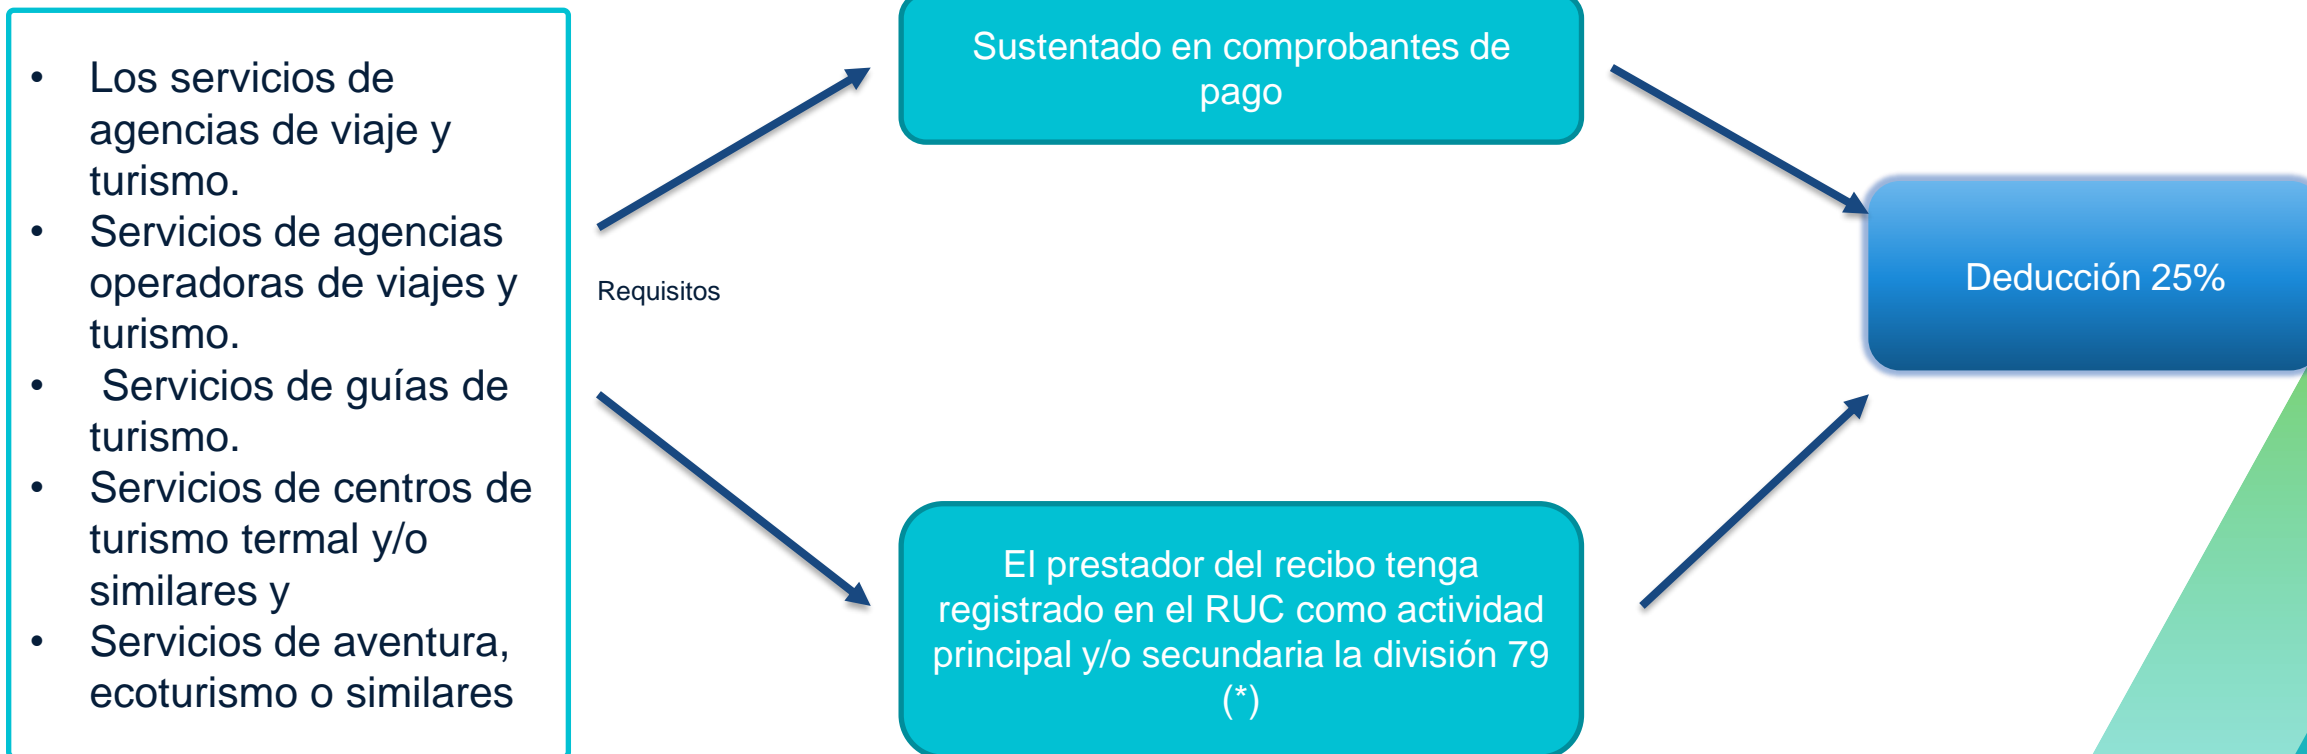 • Los servicios de
agencias de viaje y
turismo.
• Servicios de agencias
operadoras de viajes y
turismo.
• Servicios de guías de
turismo.
• Servicios de centros de
turismo termal y/o
similares y
• Servicios de aventura,
ecoturismo o similares
Requisitos
Sustentado en comprobantes de
pago
El prestador del recibo tenga
registrado en el RUC como actividad
principal y/o secundaria la división 79
(*)
Deducción 25%